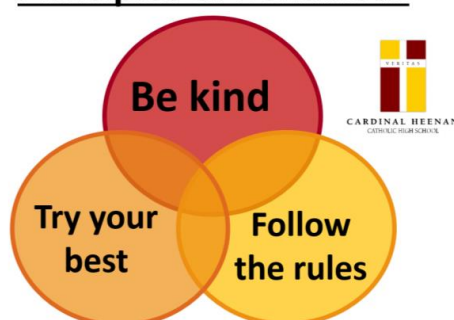 Be kind
VERITAS
CARDINAL HEENAN
CATHOLIC HIGH SCHOOL
Try your
best
Follow
the rules